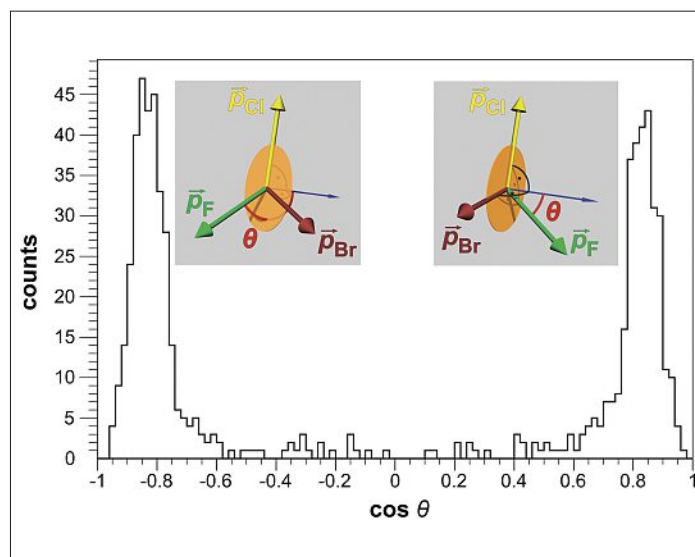 counts
45
40
35
30
25
20
15
10
5
0
-1 -0.8 -0.6 -0.4 -0.2 0 0.2 0.4 0.6 0.8 1
cos θ
p⃗Cl
p⃗F
θ
p⃗Br
p⃗Cl
θ
p⃗Br
p⃗F